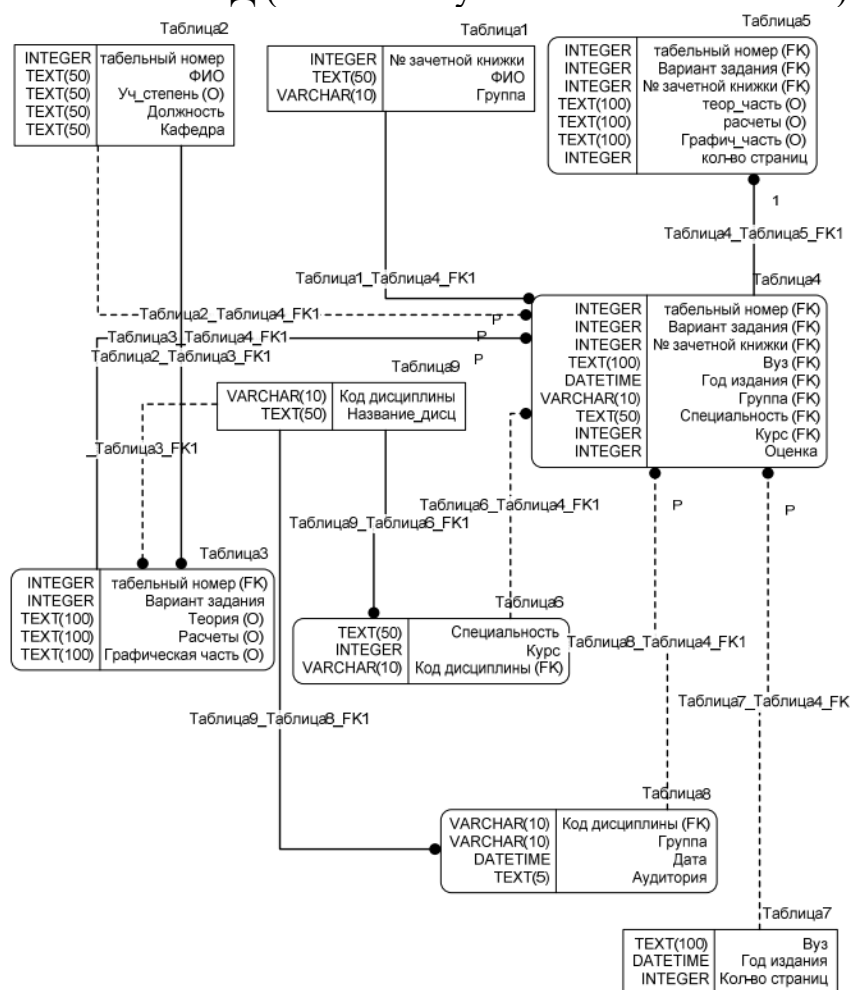 Таблица2
INTEGER табельный номер
TEXT(50) ФИО
TEXT(50) Уч_степень (O)
TEXT(50) Должность
TEXT(50) Кафедра
Таблица1
INTEGER № зачетной книжки
TEXT(50) ФИО
VARCHAR(10) Группа
Таблица5
INTEGER табельный номер (FK)
INTEGER Вариант задания (FK)
INTEGER № зачетной книжки (FK)
TEXT(100) теор_часть (O)
TEXT(100) расчеты (O)
TEXT(100) Графич_часть (O)
INTEGER кол-во страниц
1
Таблица4_Таблица5_FK1
Таблица1_Таблица4_FK1
Таблица4
INTEGER табельный номер (FK)
INTEGER Вариант задания (FK)
INTEGER № зачетной книжки (FK)
TEXT(100) Вуз (FK)
DATETIME Год издания (FK)
VARCHAR(10) Группа (FK)
TEXT(50) Специальность (FK)
INTEGER Курс (FK)
INTEGER Оценка
Таблица2_Таблица4_FK1
P
Таблица3_Таблица4_FK1
P
Таблица2_Таблица3_FK1
P
Таблица9
VARCHAR(10) Код дисциплины
TEXT(50) Название_дисц
_Таблица3_FK1
Таблица6_Таблица4_FK1
P
P
Таблица9_Таблица6_FK1
Таблица3
INTEGER табельный номер (FK)
INTEGER Вариант задания
TEXT(100) Теория (O)
TEXT(100) Расчеты (O)
TEXT(100) Графическая часть (O)
Таблица6
TEXT(50) Специальность
INTEGER Курс
VARCHAR(10) Код дисциплины (FK)
Таблица8_Таблица4_FK1
Таблица7_Таблица4_FK
Таблица9_Таблица8_FK1
Таблица8
VARCHAR(10) Код дисциплины (FK)
VARCHAR(10) Группа
DATETIME Дата
TEXT(5) Аудитория
Таблица7
TEXT(100) Вуз
DATETIME Год издания
INTEGER Кол-во страниц